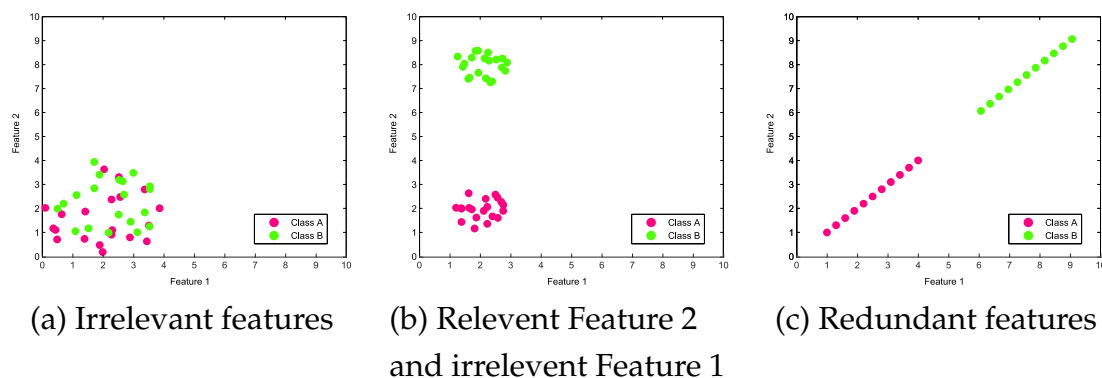 10
9
8
7
6
5
4
3
2
1
0
Feature 2
0 1 2 3 4 5 6 7 8 9 10
Feature 1
Class A
Class B
(a) Irrelevant features
10
9
8
7
6
5
4
3
2
1
0
Feature 2
0 1 2 3 4 5 6 7 8 9 10
Feature 1
Class A
Class B
(b) Relevent Feature 2
and irrelevent Feature 1
10
9
8
7
6
5
4
3
2
1
0
Feature 2
0 1 2 3 4 5 6 7 8 9 10
Feature 1
Class A
Class B
(c) Redundant features